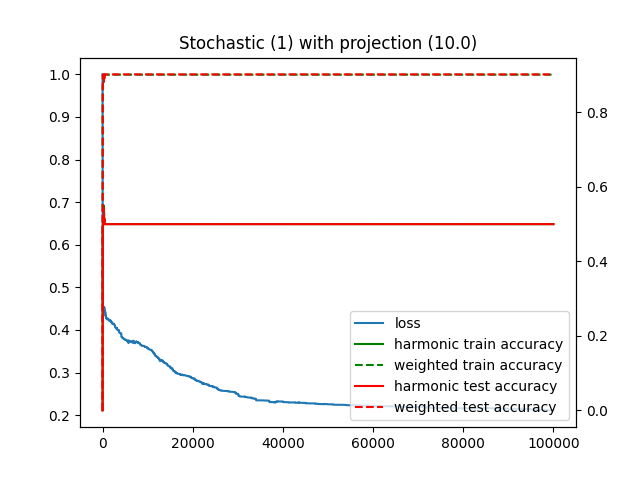 Stochastic (1) with projection (10.0)
1.0
0.9
0.8
0.7
0.6
0.5
0.4
0.3
0.2
0.8
0.6
0.4
0.2
0.0
loss
harmonic train accuracy
weighted train accuracy
harmonic test accuracy
weighted test accuracy
0 20000 40000 60000 80000 100000